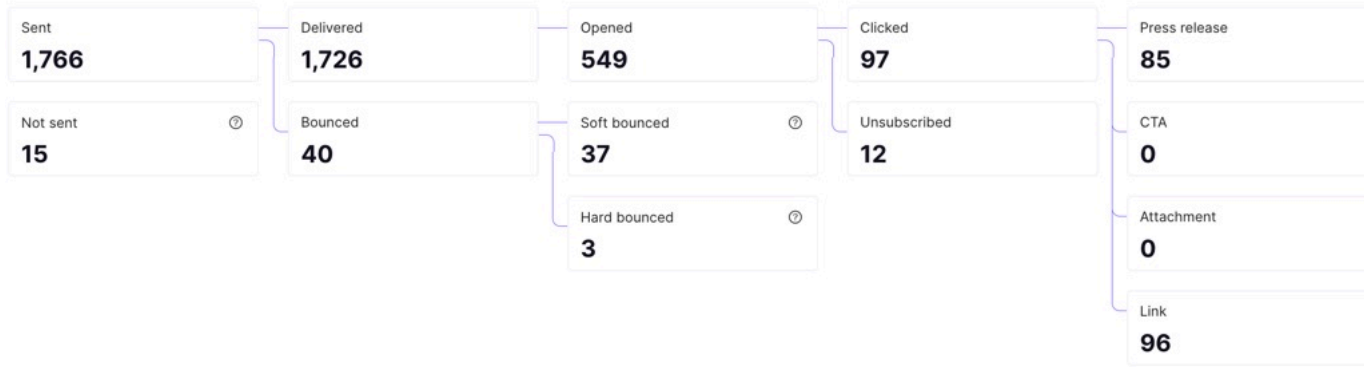 Sent
1,766
Delivered
1,726
Opened
549
Clicked
97
Press release
85
Not sent
15
Bounced
40
Soft bounced
37
Unsubscribed
12
CTA
0
Hard bounced
3
Attachment
0
Link
96